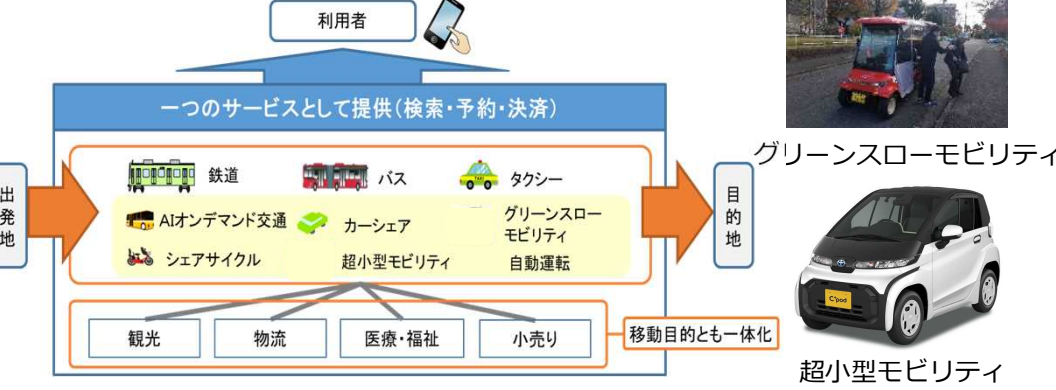 利用者
一つのサービスとして提供(検索・予約・決済)
出
発
地
鉄道
バス
TAXI
タクシー
AIオンデマンド交通
カーシェア
グリーンスロー
モビリティ
シェアサイクル
超小型モビリティ
自動運転
目
的
地
観光
物流
医療・福祉
小売り
移動目的とも一体化
グリーンスローモビリティ
C+pod
超小型モビリティ